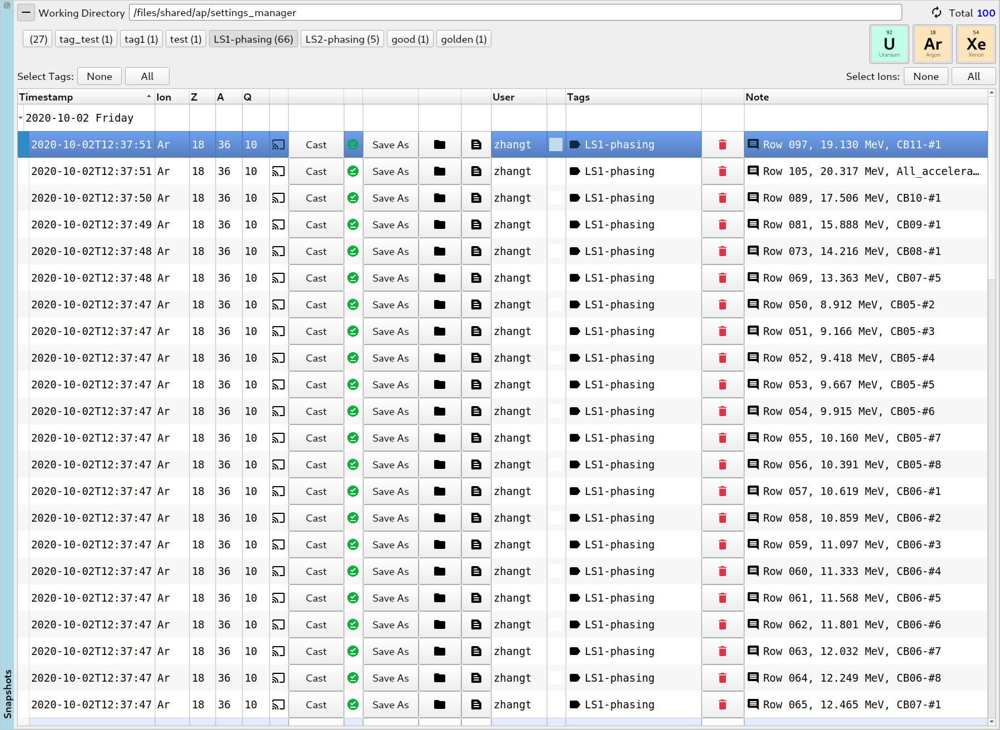 Working Directory /files/shared/ap/settings_manager Total 100
(27) tag_test (1) tag1 (1) test (1) LS1-phasing (66) LS2-phasing (5) good (1) golden (1)
92 U Uranium
18 Ar Argon
54 Xe Xenon
Select Tags: None All Select Ions: None All
Timestamp Ion Z A Q User Tags Note
2020-10-02 Friday
2020-10-02T12:37:51 Ar 18 36 10 Cast Save As zhangt LS1-phasing Row 097, 19.130 MeV, CB11-#1
2020-10-02T12:37:51 Ar 18 36 10 Cast Save As zhangt LS1-phasing Row 105, 20.317 MeV, All_accelera…
2020-10-02T12:37:50 Ar 18 36 10 Cast Save As zhangt LS1-phasing Row 089, 17.506 MeV, CB10-#1
2020-10-02T12:37:49 Ar 18 36 10 Cast Save As zhangt LS1-phasing Row 081, 15.888 MeV, CB09-#1
2020-10-02T12:37:48 Ar 18 36 10 Cast Save As zhangt LS1-phasing Row 073, 14.216 MeV, CB08-#1
2020-10-02T12:37:48 Ar 18 36 10 Cast Save As zhangt LS1-phasing Row 069, 13.363 MeV, CB07-#5
2020-10-02T12:37:47 Ar 18 36 10 Cast Save As zhangt LS1-phasing Row 050, 8.912 MeV, CB05-#2
2020-10-02T12:37:47 Ar 18 36 10 Cast Save As zhangt LS1-phasing Row 051, 9.166 MeV, CB05-#3
2020-10-02T12:37:47 Ar 18 36 10 Cast Save As zhangt LS1-phasing Row 052, 9.418 MeV, CB05-#4
2020-10-02T12:37:47 Ar 18 36 10 Cast Save As zhangt LS1-phasing Row 053, 9.667 MeV, CB05-#5
2020-10-02T12:37:47 Ar 18 36 10 Cast Save As zhangt LS1-phasing Row 054, 9.915 MeV, CB05-#6
2020-10-02T12:37:47 Ar 18 36 10 Cast Save As zhangt LS1-phasing Row 055, 10.160 MeV, CB05-#7
2020-10-02T12:37:47 Ar 18 36 10 Cast Save As zhangt LS1-phasing Row 056, 10.391 MeV, CB05-#8
2020-10-02T12:37:47 Ar 18 36 10 Cast Save As zhangt LS1-phasing Row 057, 10.619 MeV, CB06-#1
2020-10-02T12:37:47 Ar 18 36 10 Cast Save As zhangt LS1-phasing Row 058, 10.859 MeV, CB06-#2
2020-10-02T12:37:47 Ar 18 36 10 Cast Save As zhangt LS1-phasing Row 059, 11.097 MeV, CB06-#3
2020-10-02T12:37:47 Ar 18 36 10 Cast Save As zhangt LS1-phasing Row 060, 11.333 MeV, CB06-#4
2020-10-02T12:37:47 Ar 18 36 10 Cast Save As zhangt LS1-phasing Row 061, 11.568 MeV, CB06-#5
2020-10-02T12:37:47 Ar 18 36 10 Cast Save As zhangt LS1-phasing Row 062, 11.801 MeV, CB06-#6
2020-10-02T12:37:47 Ar 18 36 10 Cast Save As zhangt LS1-phasing Row 063, 12.032 MeV, CB06-#7
2020-10-02T12:37:47 Ar 18 36 10 Cast Save As zhangt LS1-phasing Row 064, 12.249 MeV, CB06-#8
2020-10-02T12:37:47 Ar 18 36 10 Cast Save As zhangt LS1-phasing Row 065, 12.465 MeV, CB07-#1
Snapshots